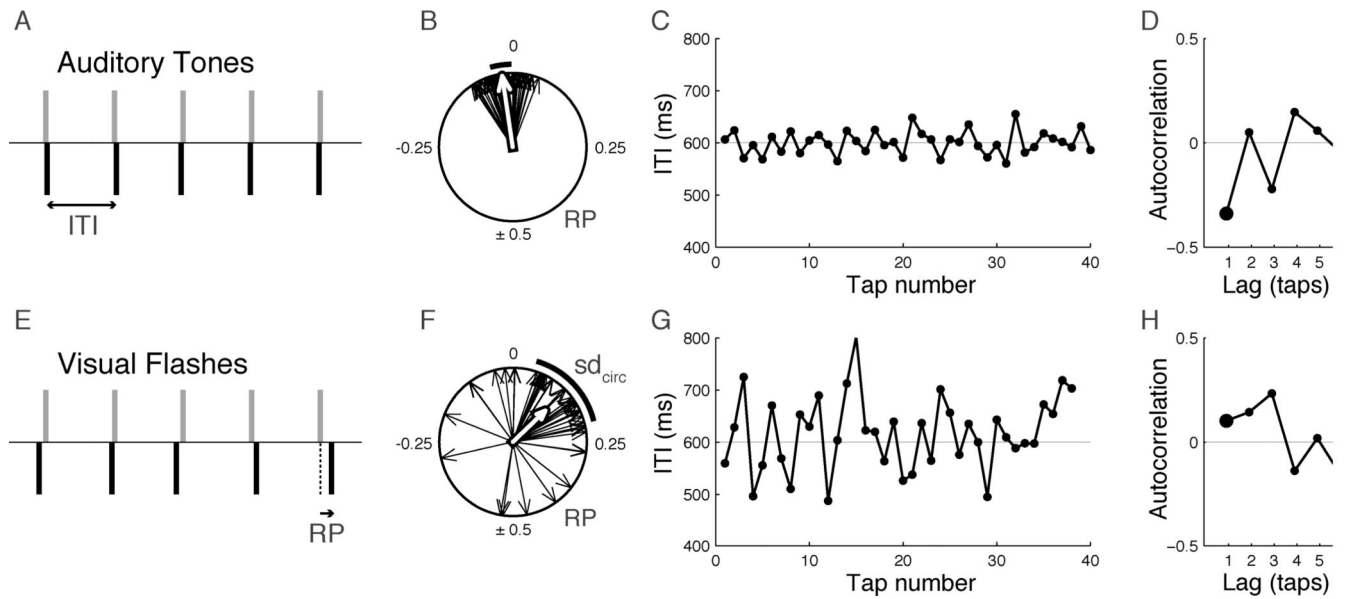 A
Auditory Tones
ITI
B
0
-0.25
0.25
± 0.5
RP
C
800
700
600
500
400
ITI (ms)
0
10
20
30
40
Tap number
D
0.5
0
−0.5
Autocorrelation
1
2
3
4
5
Lag (taps)
E
Visual Flashes
RP
F
0
sdcirc
-0.25
0.25
± 0.5
RP
G
800
700
600
500
400
ITI (ms)
0
10
20
30
40
Tap number
H
0.5
0
−0.5
Autocorrelation
1
2
3
4
5
Lag (taps)